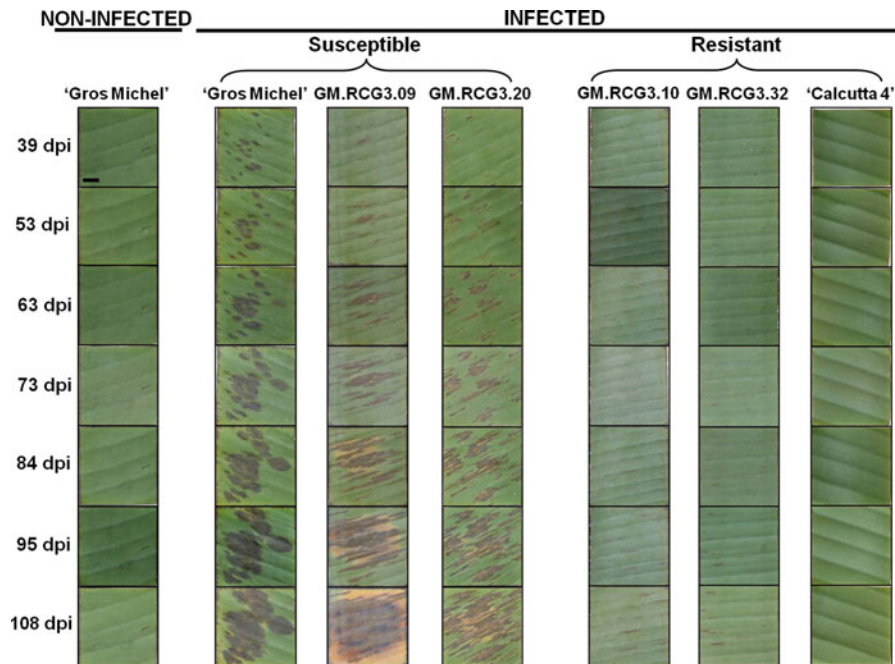 NON-INFECTED INFECTED
Susceptible Resistant
‘Gros Michel’ ‘Gros Michel’ GM.RCG3.09 GM.RCG3.20 GM.RCG3.10 GM.RCG3.32 ‘Calcutta 4’
39 dpi
53 dpi
63 dpi
73 dpi
84 dpi
95 dpi
108 dpi